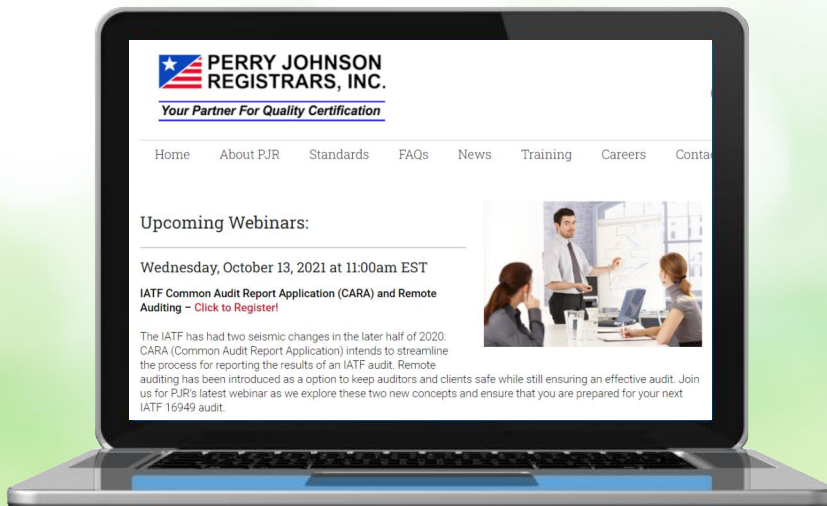 PERRY JOHNSON
REGISTRARS, INC.
Your Partner For Quality Certification
Home About PJR Standards FAQs News Training Careers
Upcoming Webinars:
Wednesday, October 13, 2021 at 11:00am EST
IATF Common Audit Report Application (CARA) and Remote
Auditing – Click to Register!
The IATF has had two seismic changes in the later half of 2020.
CARA (Common Audit Report Application) intends to streamline
the process for reporting the results of an IATF audit. Remote
auditing has been introduced as a option to keep auditors and clients safe while still ensuring an effective audit. Join
us for PJR's latest webinar as we explore these two new concepts and ensure that you are prepared for your next
IATF 16949 audit.